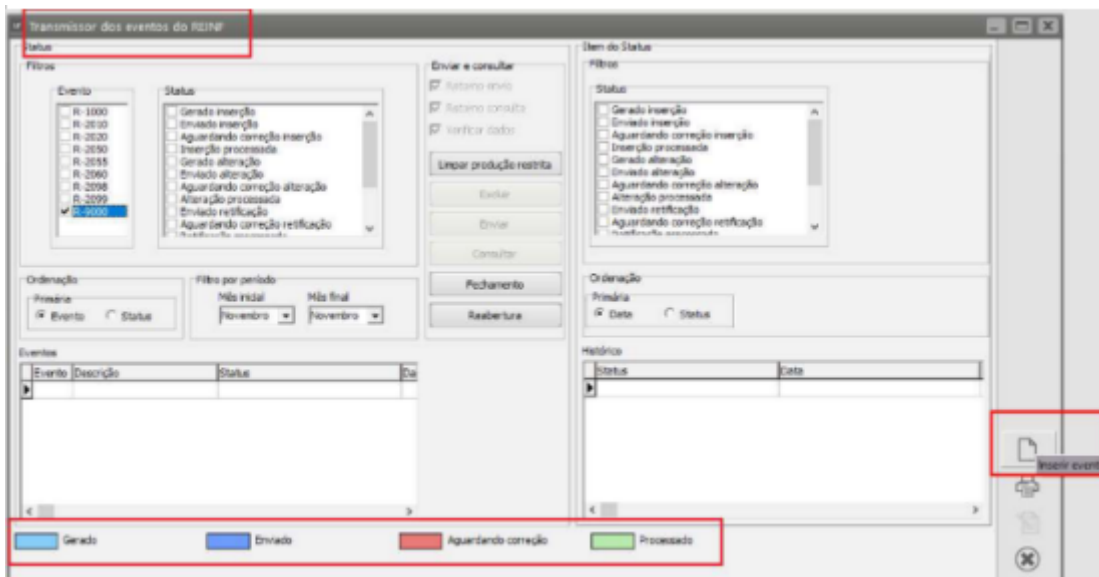 Transmissor dos eventos do REINF
Status
Filtros
Evento
R-1000
R-2010
R-2020
R-2050
R-2055
R-2060
R-2098
R-2099
R-9000
Status
Gerado inserção
Enviado inserção
Aguardando correção inserção
Inserção processada
Gerado alteração
Enviado alteração
Aguardando correção alteração
Alteração processada
Enviado retificação
Aguardando correção retificação
Retificação processada
Enviar e consultar
Retorno envio
Retorno consulta
Verificar dados
Limpar produção restrita
Excluir
Enviar
Consultar
Fechamento
Reabertura
Ordenação
Primária
Evento
Status
Filtro por período
Mês inicial
Mês final
Novembro
Novembro
Eventos
Evento
Descrição
Status
Da
Item do Status
Filtros
Status
Gerado inserção
Enviado inserção
Aguardando correção inserção
Inserção processada
Gerado alteração
Enviado alteração
Aguardando correção alteração
Alteração processada
Enviado retificação
Aguardando correção retificação
Retificação processada
Ordenação
Primária
Data
Status
Histórico
Status
Data
Inserir event
Gerado
Enviado
Aguardando correção
Processado